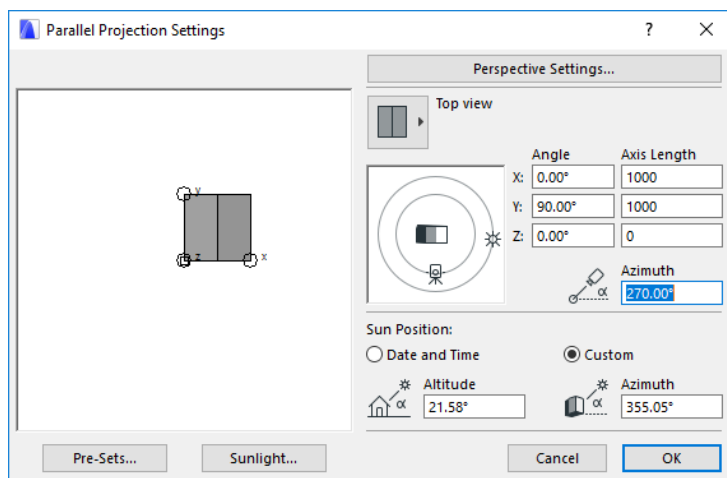 Parallel Projection Settings
?
Perspective Settings...
Top view
Angle Axis Length
X: 0.00° 1000
Y: 90.00° 1000
Z: 0.00° 0
y
z x
Azimuth
α 270.00°
Sun Position:
Date and Time Custom
Altitude Azimuth
α 21.58° α 355.05°
Pre-Sets... Sunlight... Cancel OK